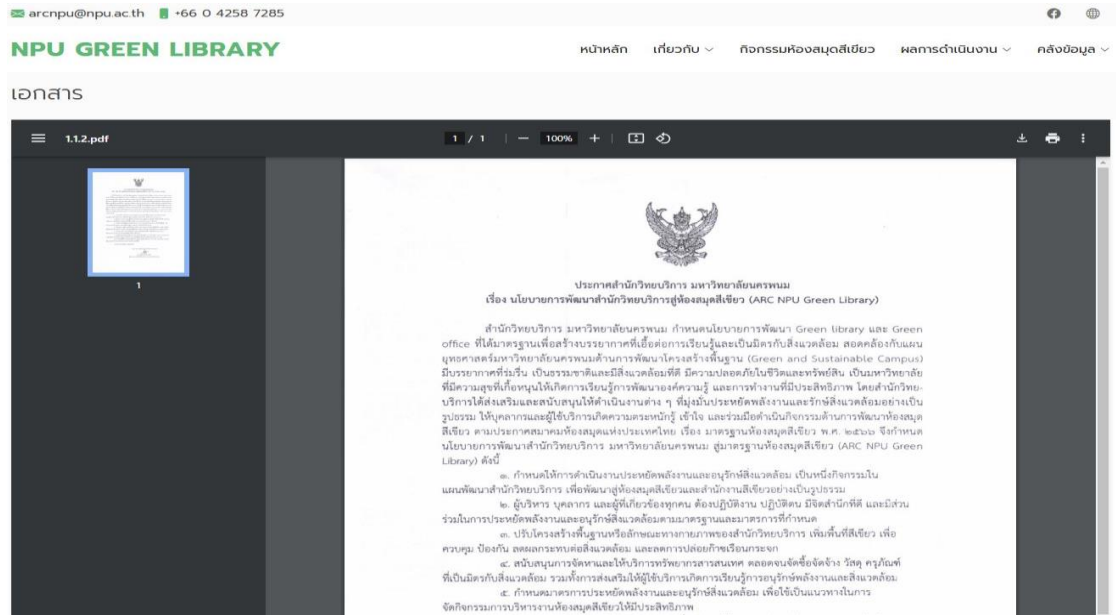 arcnpu@npu.ac.th +66 0 4258 7285
NPU GREEN LIBRARY
หน้าหลัก เกี่ยวกับ กิจกรรมห้องสมุดสีเขียว ผลการดำเนินงาน คลังข้อมูล
เอกสาร
1.1.2.pdf 1 / 1 100%
1
ประกาศสำนักวิทยบริการ มหาวิทยาลัยนครพนม
เรื่อง นโยบายการพัฒนาสำนักวิทยบริการสู่ห้องสมุดสีเขียว (ARC NPU Green Library)
สำนักวิทยบริการ มหาวิทยาลัยนครพนม กำหนดนโยบายการพัฒนา Green library และ Green
office ที่ได้มาตรฐานเพื่อสร้างบรรยากาศที่เอื้อต่อการเรียนรู้และเป็นมิตรกับสิ่งแวดล้อม สอดคล้องกับแผน
ยุทธศาสตร์มหาวิทยาลัยนครพนมด้านการพัฒนาโครงสร้างพื้นฐาน (Green and Sustainable Campus)
มีบรรยากาศที่ร่มรื่น เป็นธรรมชาติและมีสิ่งแวดล้อมที่ดี มีความปลอดภัยในชีวิตและทรัพย์สิน เป็นมหาวิทยาลัย
ที่มีความสุขที่เกื้อหนุนให้เกิดการเรียนรู้การพัฒนาองค์ความรู้ และการทำงานที่มีประสิทธิภาพ โดยสำนักวิทย-
บริการได้ส่งเสริมและสนับสนุนให้ดำเนินงานต่าง ๆ ที่มุ่งมั่นประหยัดพลังงานและรักษ์สิ่งแวดล้อมอย่างเป็น
รูปธรรม ให้บุคลากรและผู้ใช้บริการเกิดความตระหนักรู้ เข้าใจ และร่วมมือดำเนินกิจกรรมด้านการพัฒนาห้องสมุด
สีเขียว ตามประกาศสมาคมห้องสมุดแห่งประเทศไทย เรื่อง มาตรฐานห้องสมุดสีเขียว พ.ศ. ๒๕๖๖ จึงกำหนด
นโยบายการพัฒนาสำนักวิทยบริการ มหาวิทยาลัยนครพนม สู่มาตรฐานห้องสมุดสีเขียว (ARC NPU Green
Library) ดังนี้
๑. กำหนดให้การดำเนินงานประหยัดพลังงานและอนุรักษ์สิ่งแวดล้อม เป็นหนึ่งกิจกรรมใน
แผนพัฒนาสำนักวิทยบริการ เพื่อพัฒนาสู่ห้องสมุดสีเขียวและสำนักงานสีเขียวอย่างเป็นรูปธรรม
๒. ผู้บริหาร บุคลากร และผู้ที่เกี่ยวข้องทุกคน ต้องปฏิบัติงาน ปฏิบัติตน มีจิตสำนึกที่ดี และมีส่วน
ร่วมในการประหยัดพลังงานและอนุรักษ์สิ่งแวดล้อมตามมาตรฐานและมาตรการที่กำหนด
๓. ปรับโครงสร้างพื้นฐานหรือลักษณะทางกายภาพของสำนักวิทยบริการ เพิ่มพื้นที่สีเขียว เพื่อ
ควบคุม ป้องกัน ลดผลกระทบต่อสิ่งแวดล้อม และลดการปล่อยก๊าซเรือนกระจก
๔. สนับสนุนการจัดหาและให้บริการทรัพยากรสารสนเทศ ตลอดจนจัดซื้อจัดจ้าง วัสดุ ครุภัณฑ์
ที่เป็นมิตรกับสิ่งแวดล้อม รวมทั้งการส่งเสริมให้ผู้ใช้บริการเกิดการเรียนรู้การอนุรักษ์พลังงานและสิ่งแวดล้อม
๕. กำหนดมาตรการประหยัดพลังงานและอนุรักษ์สิ่งแวดล้อม เพื่อใช้เป็นแนวทางในการ
จัดกิจกรรมการบริหารงานห้องสมุดสีเขียวให้มีประสิทธิภาพ